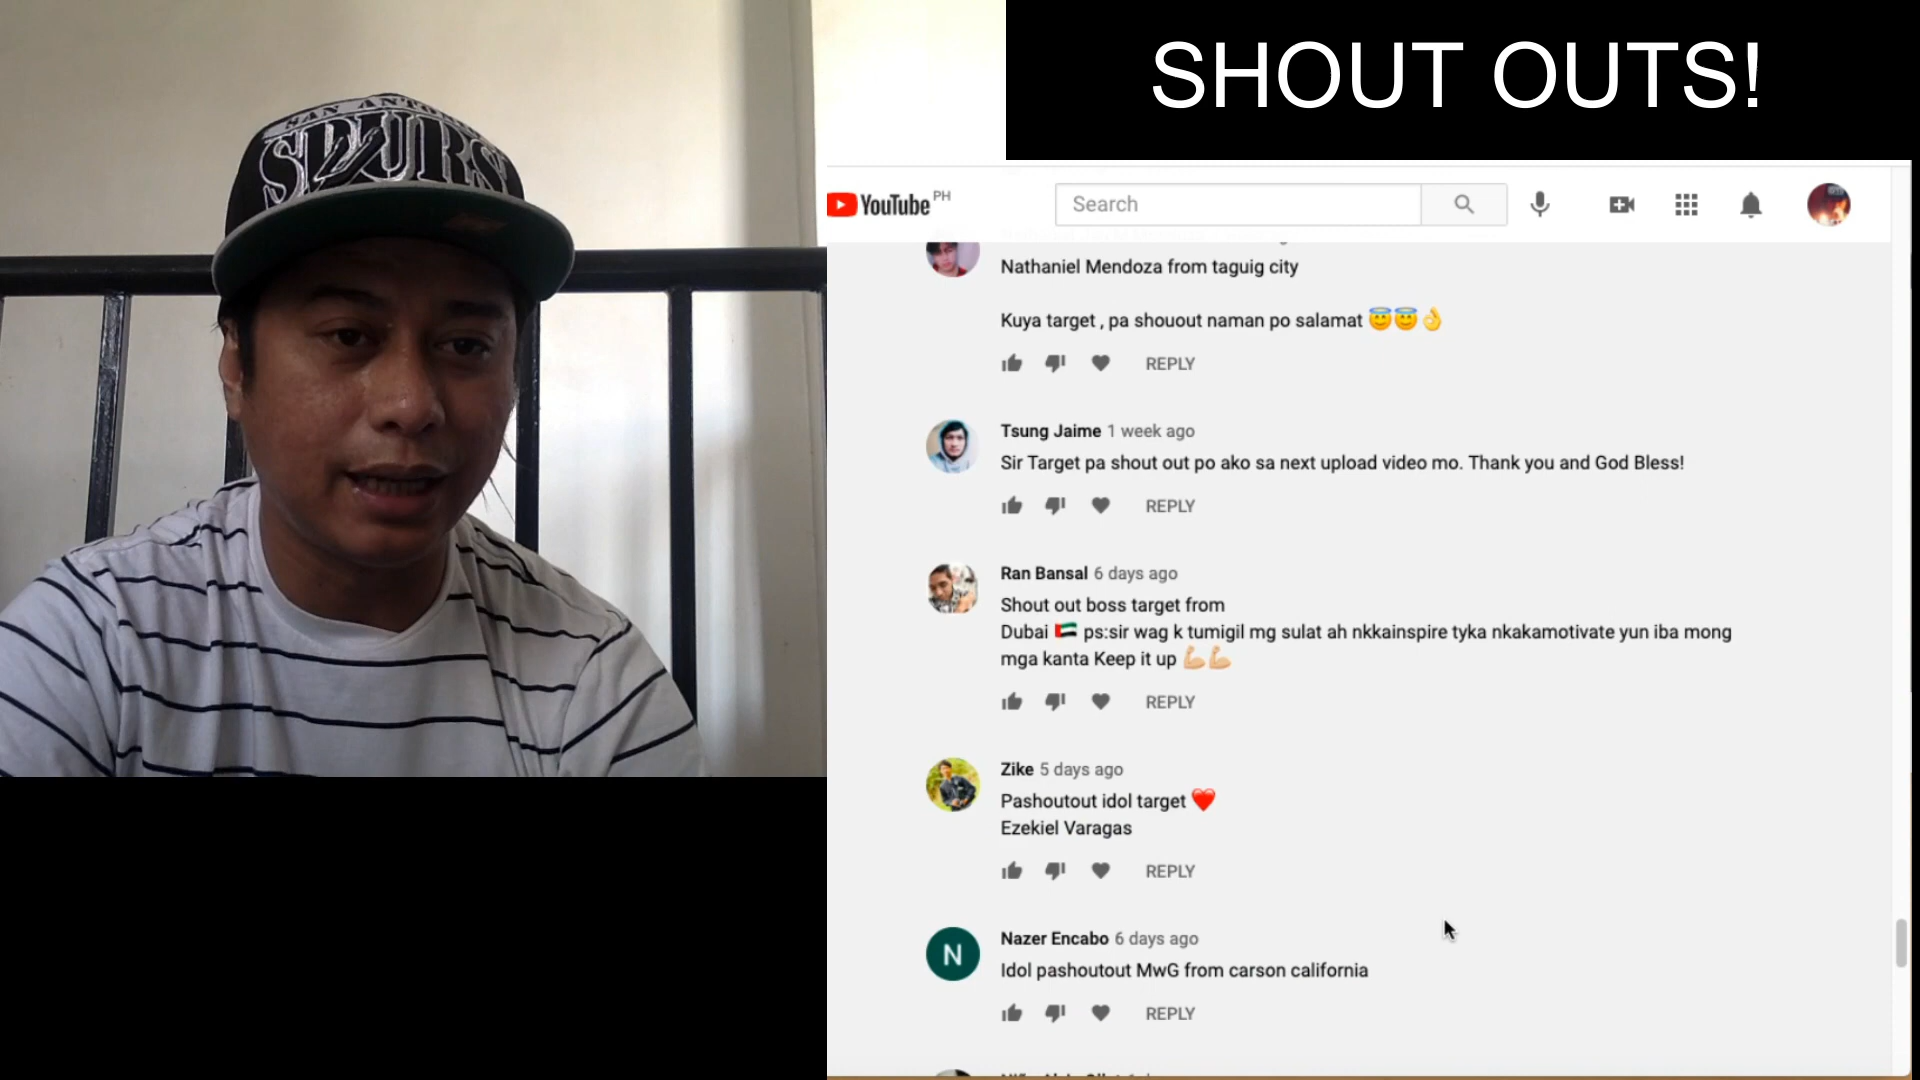 SHOUT OUTS!
SAN ANTONIO
SPURS
YouTube PH
Search
Nathaniel Mendoza from taguig city
Kuya target , pa shouout naman po salamat 😇😇👌
REPLY
Tsung Jaime 1 week ago
Sir Target pa shout out po ako sa next upload video mo. Thank you and God Bless!
REPLY
Ran Bansal 6 days ago
Shout out boss target from
Dubai 🇦🇪 ps:sir wag k tumigil mg sulat ah nkkainspire tyka nkakamotivate yun iba mong
mga kanta Keep it up 💪🏼💪🏼
REPLY
Zike 5 days ago
Pashoutout idol target ❤️
Ezekiel Varagas
REPLY
N
Nazer Encabo 6 days ago
Idol pashoutout MwG from carson california
REPLY